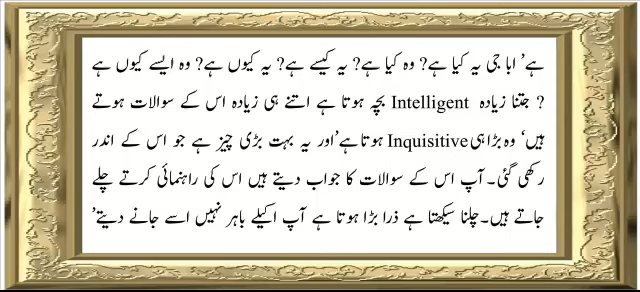 ہے’ ابا جی یہ کیا ہے? وہ کیا ہے? یہ کیسے ہے? یہ کیوں ہے? وہ ایسے کیوں ہے
? جتنا زیادہ Intelligent بچہ ہوتا ہے اتنے ہی زیادہ اس کے سوالات ہوتے
ہیں‘ وہ بڑا ہی Inquisitive ہوتا ہے’ اور یہ بہت بڑی چیز ہے جو اس کے اندر
رکھی گئی۔ آپ اس کے سوالات کا جواب دیتے ہیں اس کی راہنمائی کرتے چلے
جاتے ہیں۔ چلنا سیکھتا ہے ذرا بڑا ہوتا ہے آپ اکیلے باہر نہیں اسے جانے دیتے’